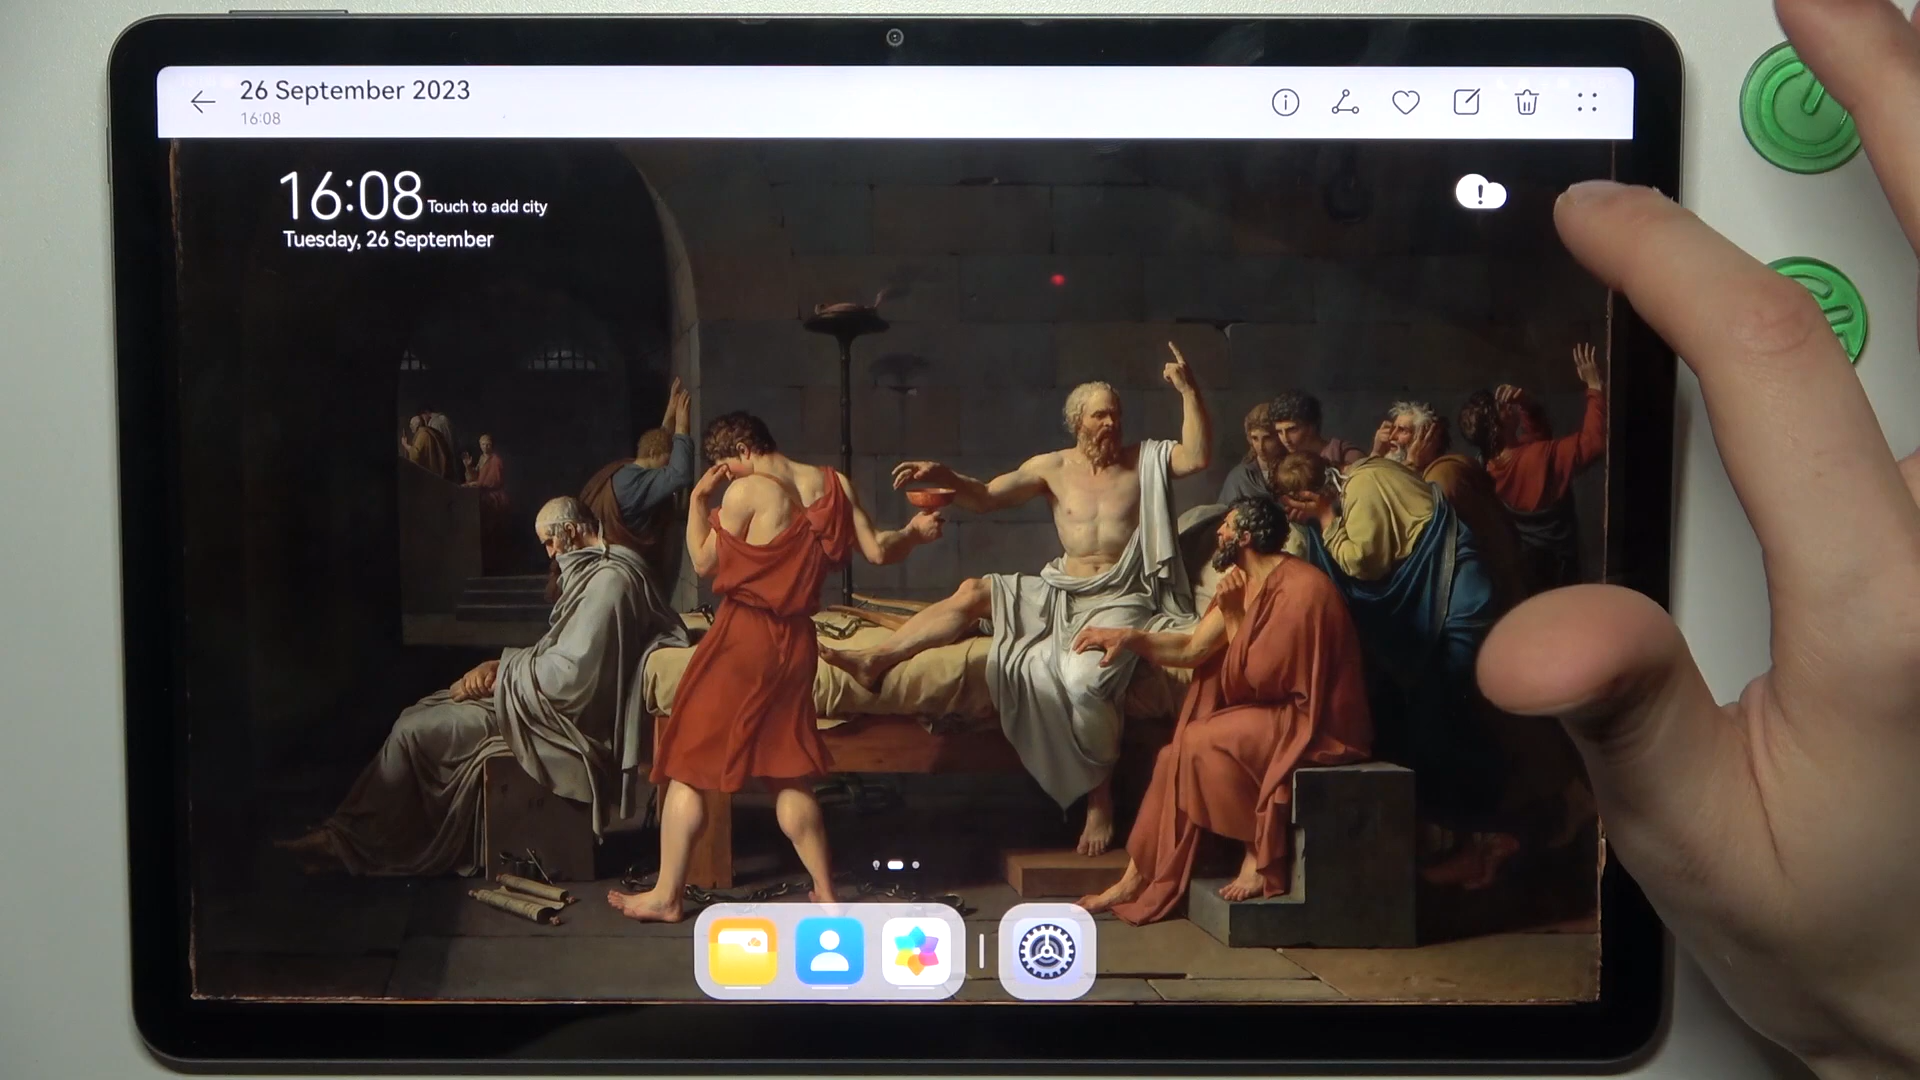 26 September 2023
16:08
16:08 Touch to add city
Tuesday, 26 September